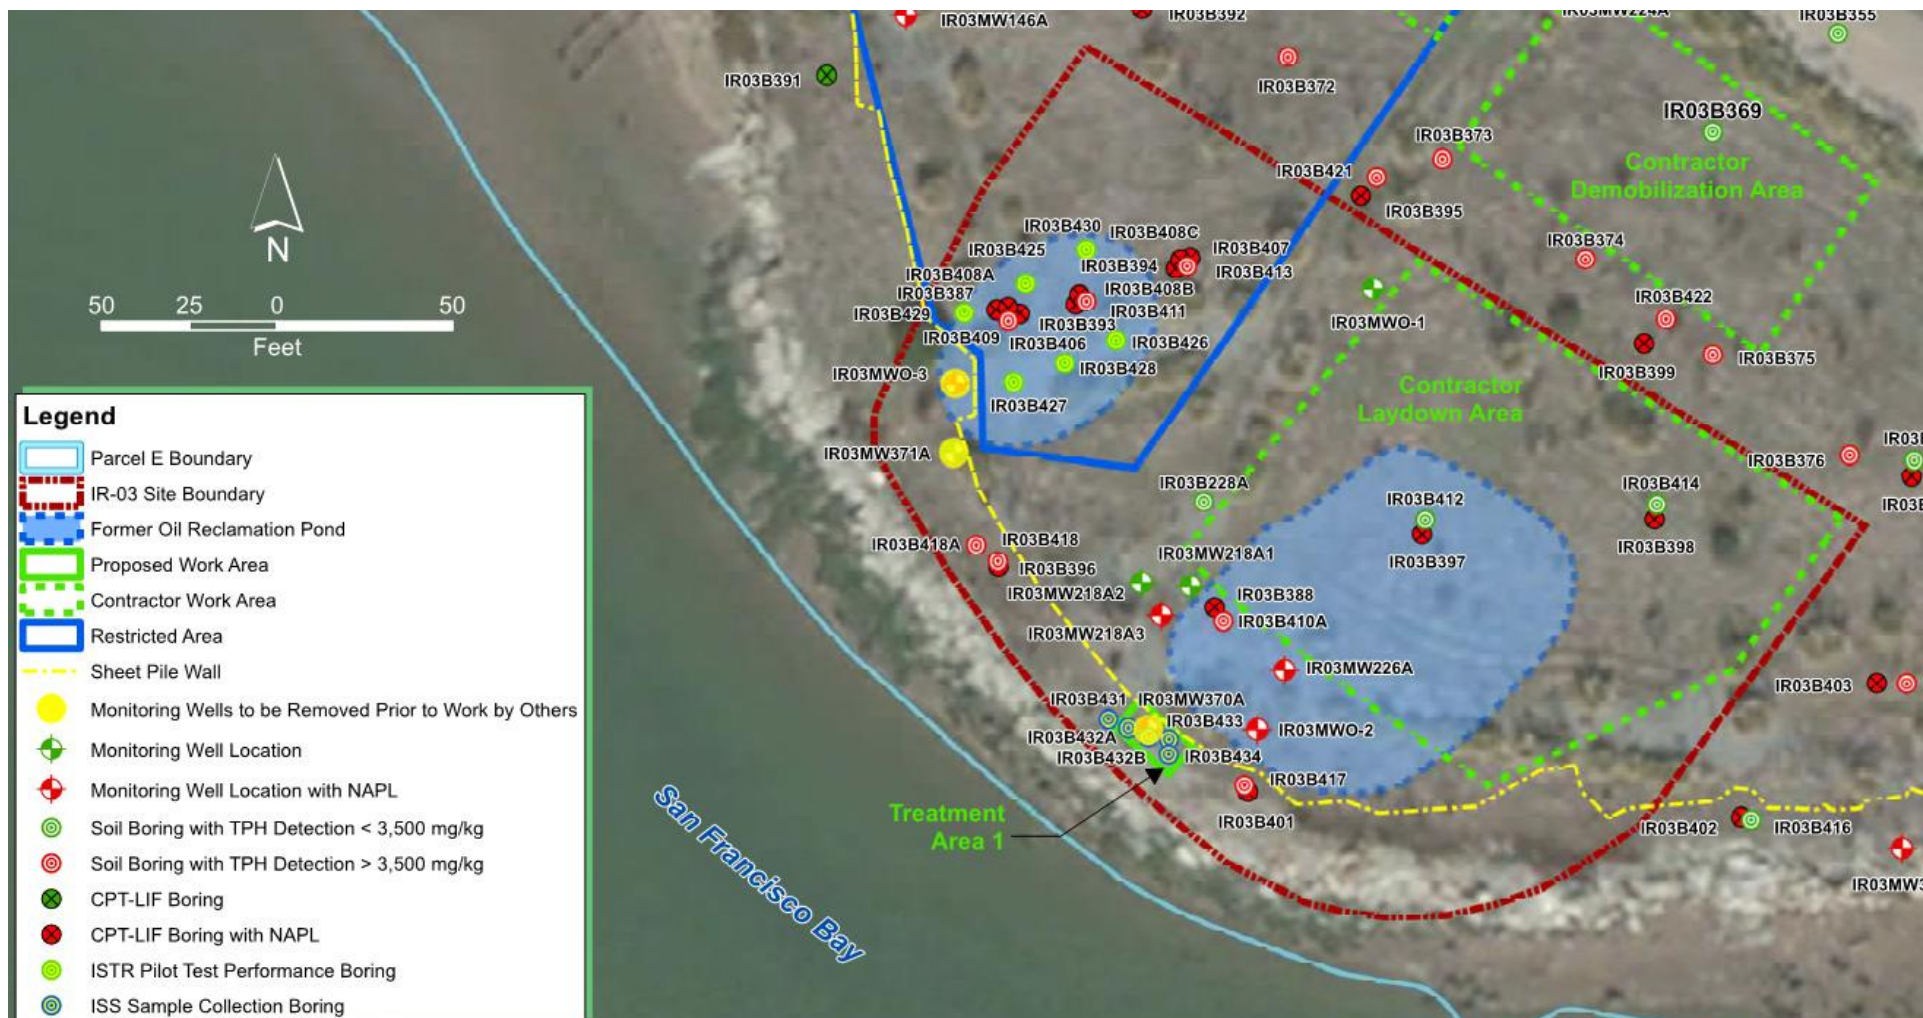 IR03MW146A
IR03B392
IR03MW224A
IR03B355
IR03B391
IR03B372
IR03B369
IR03B373
Contractor
Demobilization Area
IR03B421
IR03B395
IR03B374
N
50 25 0 50
Feet
IR03B430
IR03B408C
IR03B425
IR03B407
IR03B394
IR03B413
IR03B408A
IR03B387
IR03B408B
IR03B429
IR03B411
IR03B393
IR03B409
IR03B406
IR03B426
IR03B428
IR03MWO-3
IR03B427
IR03MWO-1
IR03B422
IR03B375
IR03B399
Contractor
Laydown Area
IR03MW371A
IR03B376
IR03B228A
IR03B412
IR03B414
IR03B397
IR03B398
IR03B418A
IR03B418
IR03B396
IR03MW218A1
IR03MW218A2
IR03B388
IR03B410A
IR03MW218A3
IR03MW226A
IR03B403
IR03B431
IR03MW370A
IR03B433
IR03B432A
IR03MWO-2
IR03B432B
IR03B434
IR03B417
IR03B401
IR03B402
IR03B416
IR03MW3
Treatment
Area 1
San Francisco Bay
Legend
Parcel E Boundary
IR-03 Site Boundary
Former Oil Reclamation Pond
Proposed Work Area
Contractor Work Area
Restricted Area
Sheet Pile Wall
Monitoring Wells to be Removed Prior to Work by Others
Monitoring Well Location
Monitoring Well Location with NAPL
Soil Boring with TPH Detection < 3,500 mg/kg
Soil Boring with TPH Detection > 3,500 mg/kg
CPT-LIF Boring
CPT-LIF Boring with NAPL
ISTR Pilot Test Performance Boring
ISS Sample Collection Boring